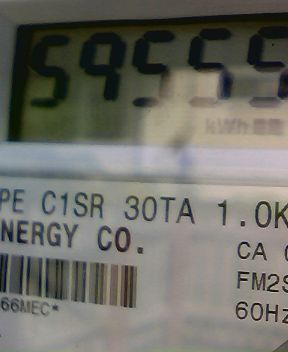 59555
kWh
PE C1SR 30TA 1.0K
NERGY CO.
CA
FM2S
66MEC*
60Hz